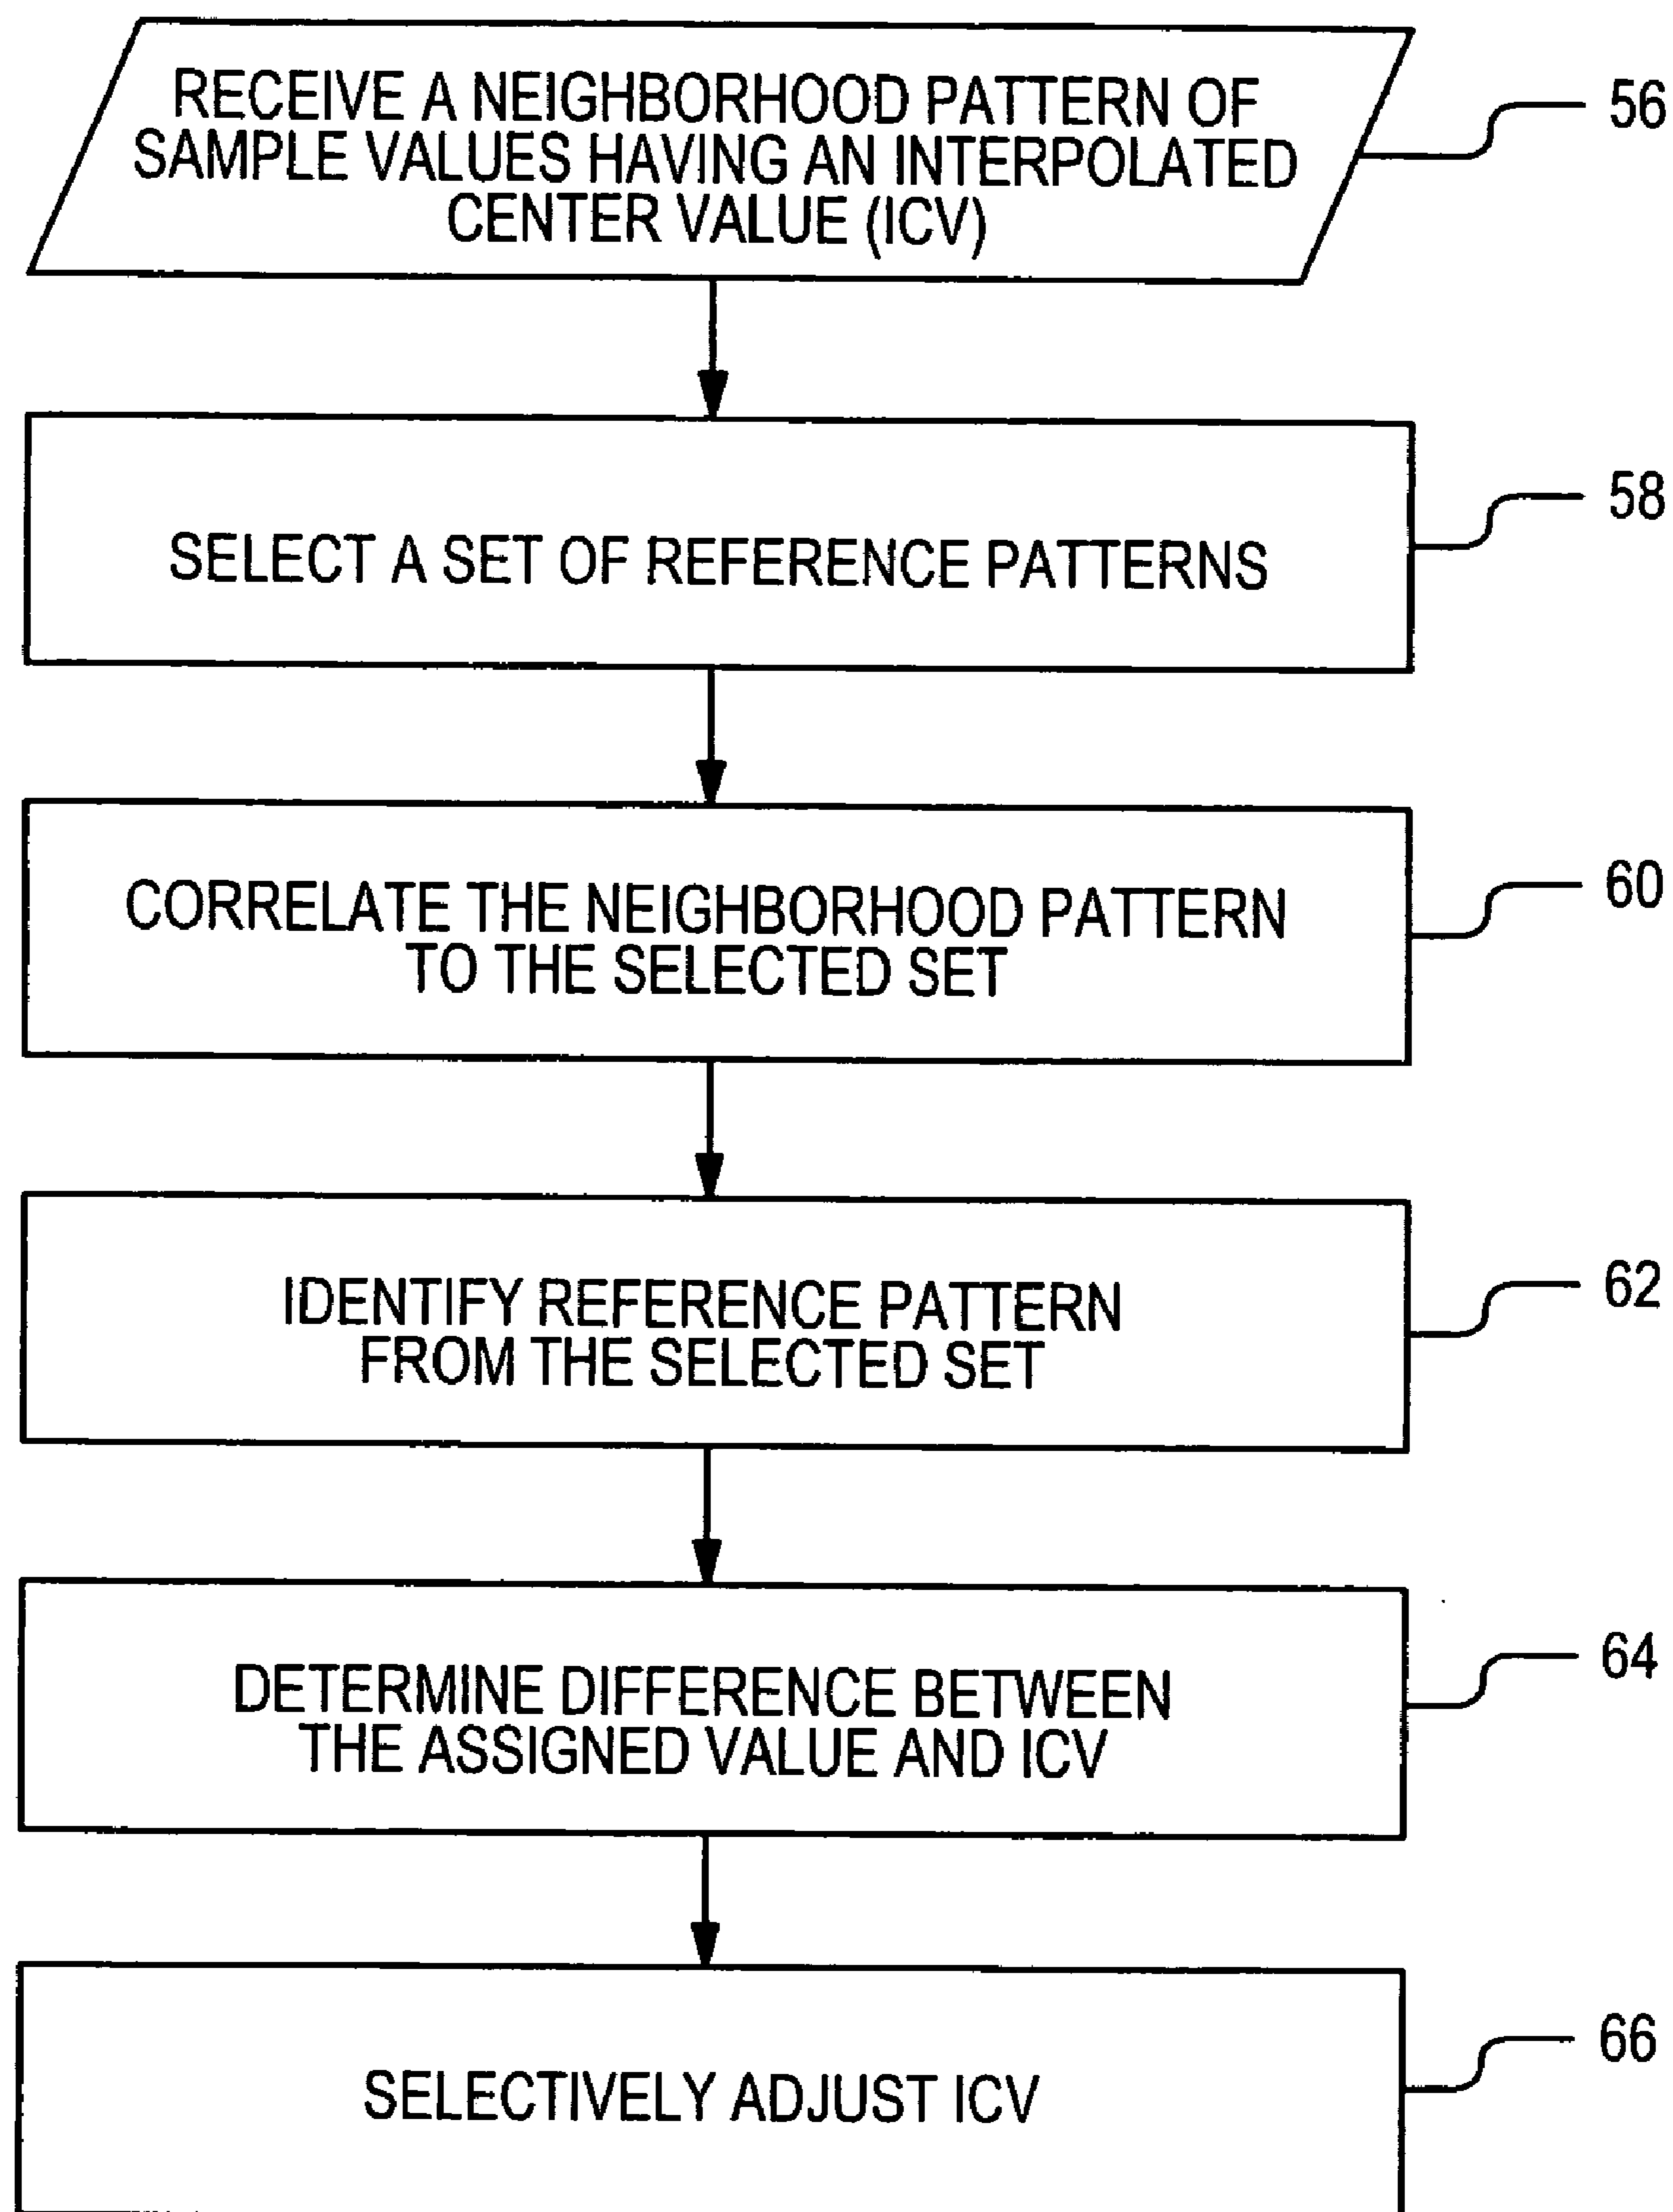 RECEIVE A NEIGHBORHOOD PATTERN OF
SAMPLE VALUES HAVING AN INTERPOLATED
CENTER VALUE (ICV)
56
SELECT A SET OF REFERENCE PATTERNS
58
CORRELATE THE NEIGHBORHOOD PATTERN
TO THE SELECTED SET
60
IDENTIFY REFERENCE PATTERN
FROM THE SELECTED SET
62
DETERMINE DIFFERENCE BETWEEN
THE ASSIGNED VALUE AND ICV
64
SELECTIVELY ADJUST ICV
66